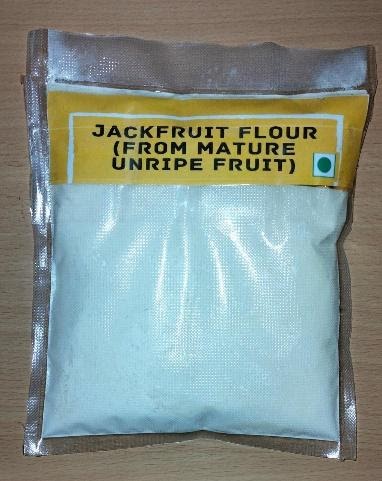 JACKFRUIT FLOUR
(FROM MATURE
UNRIPE FRUIT)